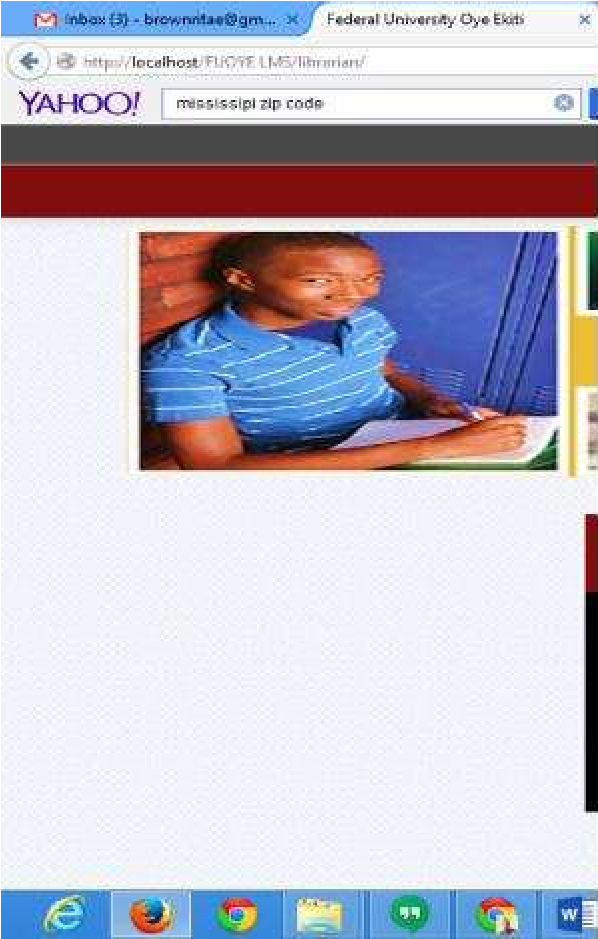 Inbox (3) - brownntae@gm... × Federal University Oye Ekiti ×
http://localhost/FUOYE LMS/librarian/
YAHOO! mississipi zip code
W